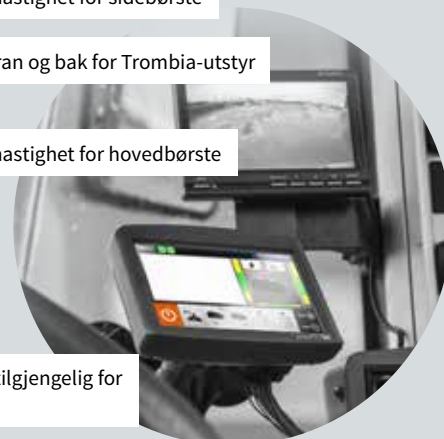 astighet for sidebørste
ran og bak for Trombia-utstyr
astighet for hovedbørste
ilgjengelig for